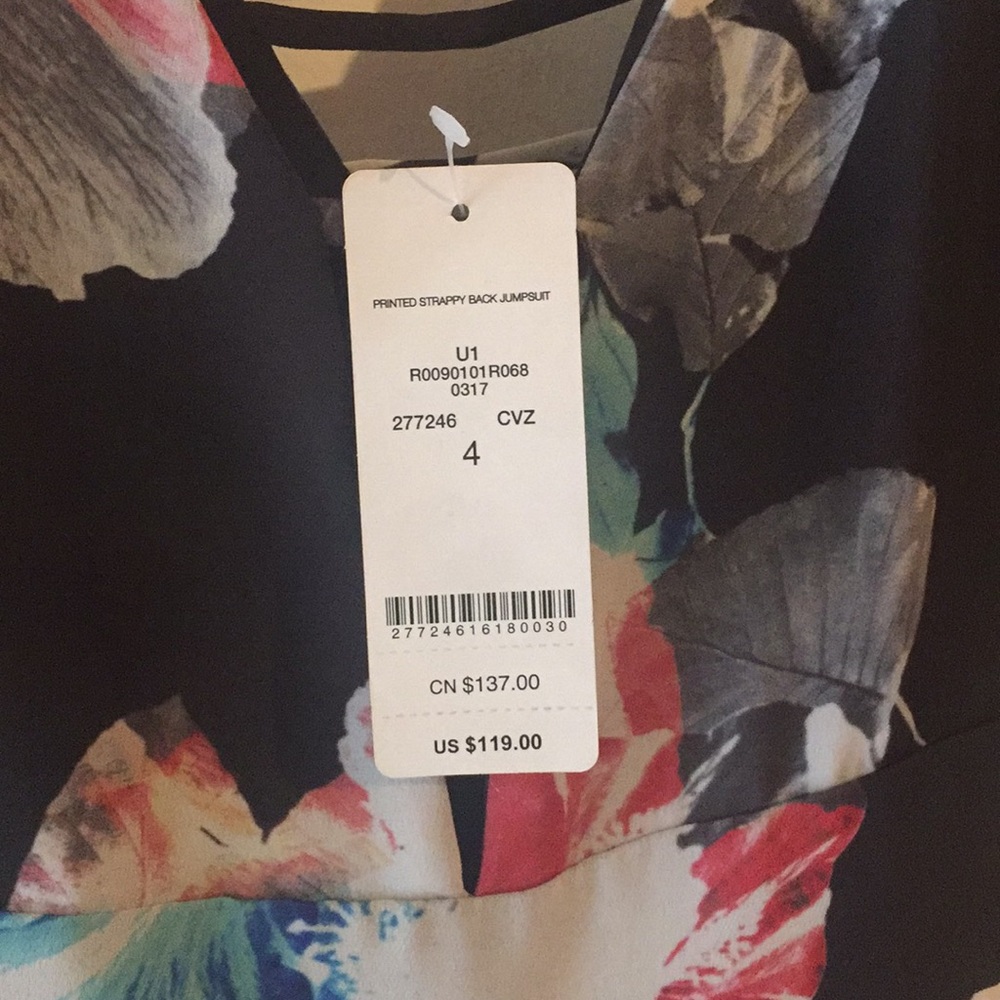 PRINTED STRAPPY BACK JUMPSUIT
U1
R0090101R068
0317
277246 CVZ
4
27724616180030
CN $137.00
US $119.00